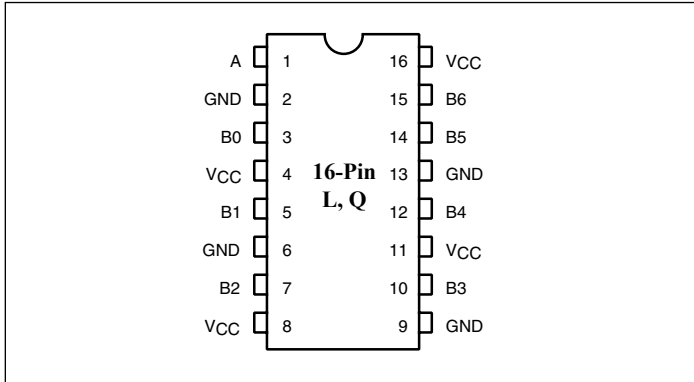 A 1 16 VCC
GND 2 15 B6
B0 3 14 B5
VCC 4 16-Pin 13 GND
L, Q
B1 5 12 B4
GND 6 11 VCC
B2 7 10 B3
VCC 8 9 GND